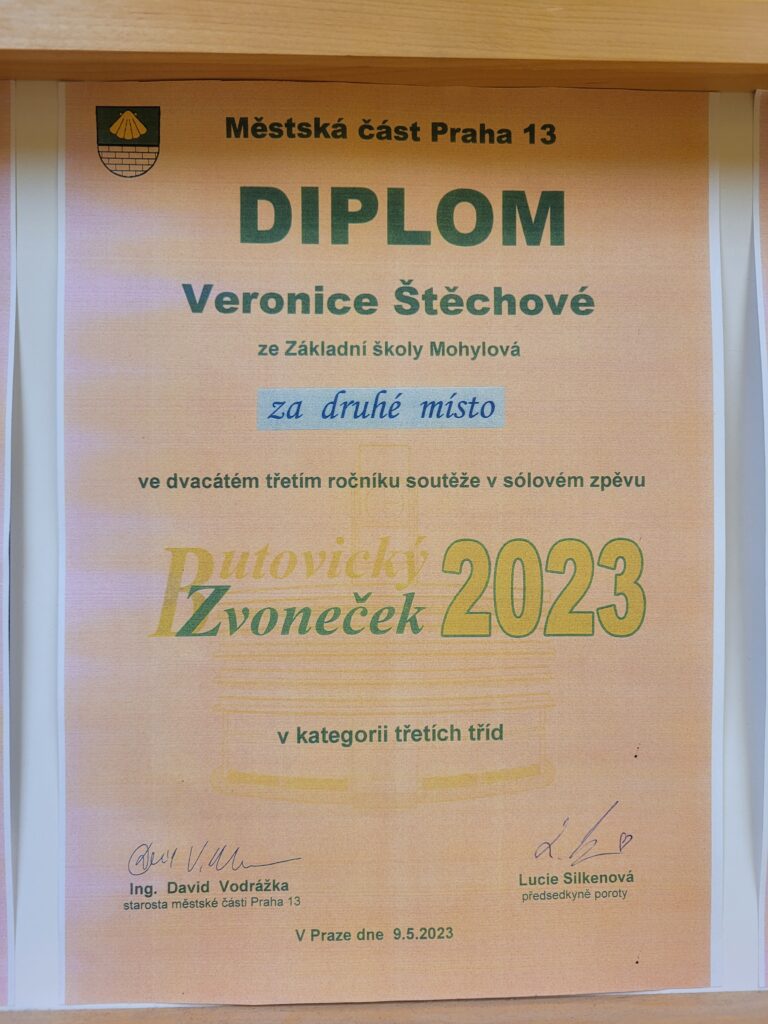 Městská část Praha 13
DIPLOM
Veronice Štěchové
ze Základní školy Mohylová
za druhé místo
ve dvacátém třetím ročníku soutěže v sólovém zpěvu
Butovický
Zvoneček 2023
v kategorii třetích tříd
Ing. David Vodrážka
starosta městské části Praha 13
Lucie Silkenová
předsedkyně poroty
V Praze dne 9.5.2023